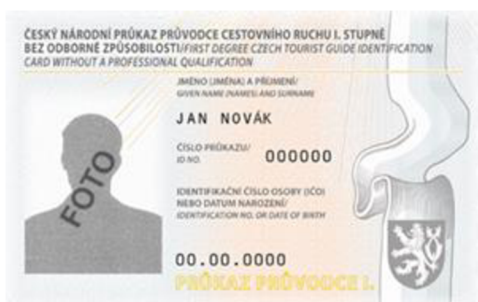 ČESKÝ NÁRODNÍ PRŮKAZ PRŮVODCE CESTOVNÍHO RUCHU I. STUPNĚ
BEZ ODBORNÉ ZPŮSOBILOSTI/FIRST DEGREE CZECH TOURIST GUIDE IDENTIFICATION
CARD WITHOUT A PROFESSIONAL QUALIFICATION
JMÉNO (JMÉNA) A PŘÍJMENÍ/
GIVEN NAME (NAMES) AND SURNAME
JAN NOVÁK
ČÍSLO PRŮKAZU/
ID NO.
000000
FOTO
IDENTIFIKAČNÍ ČÍSLO OSOBY (IČO)
NEBO DATUM NAROZENÍ/
IDENTIFICATION NO. OR DATE OF BIRTH
00.00.0000
PRŮKAZ PRŮVODCE I.